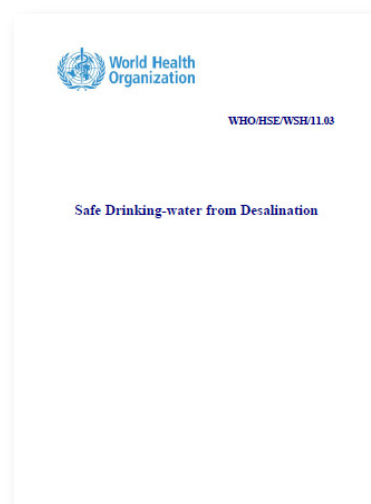 World Health
Organization
WHO/HSE/WSH/11.03
Safe Drinking-water from Desalination